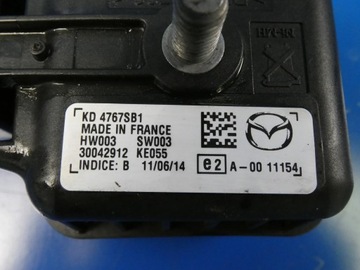 KD 4767SB1
MADE IN FRANCE
HW003 SW003
30042912 KE055
INDICE: B 11/06/14 e2 A-00 11154